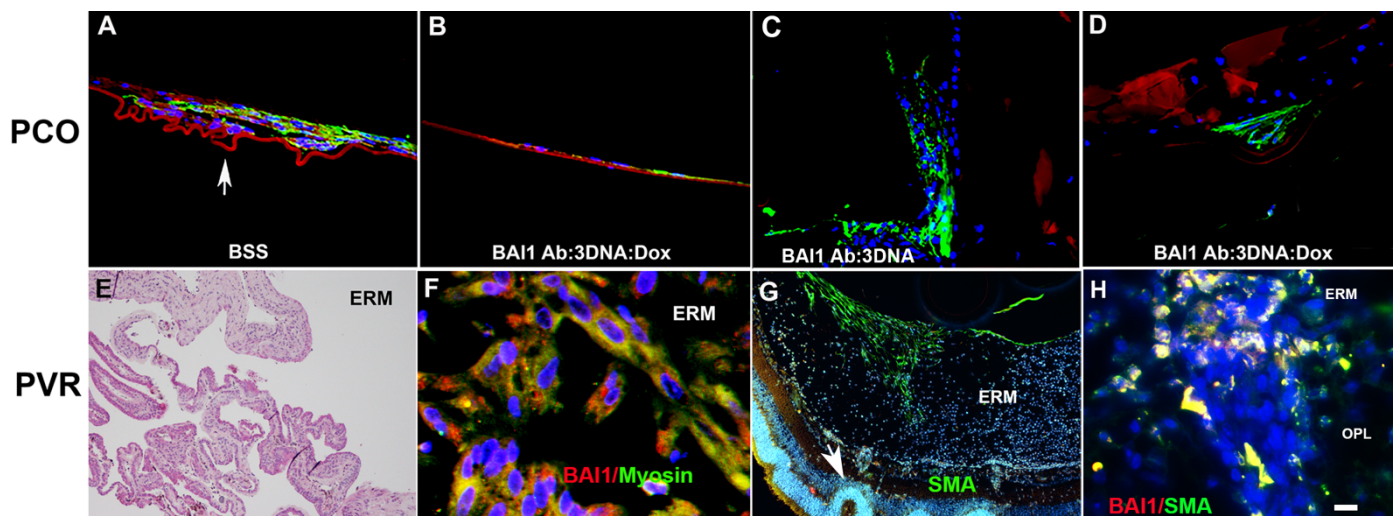 A
B
C
D
PCO
BSS
BAI1 Ab:3DNA:Dox
BAI1 Ab:3DNA
BAI1 Ab:3DNA:Dox
E
ERM
F
ERM
G
ERM
H
ERM
PVR
OPL
BAI1/Myosin
SMA
BAI1/SMA